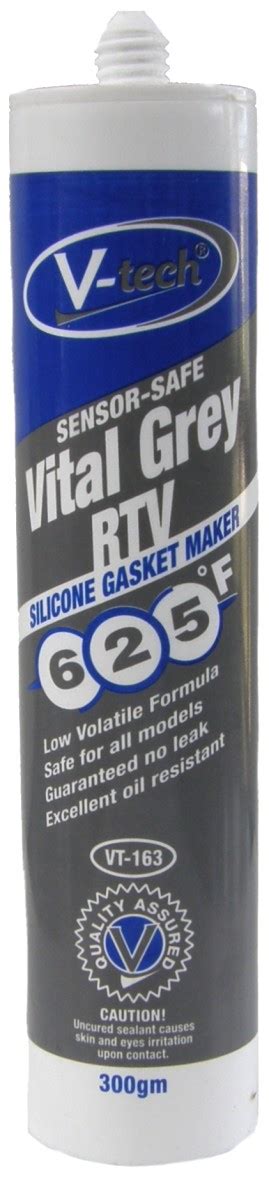 V-tech®
SENSOR-SAFE
Vital Grey
RTV
SILICONE GASKET MAKER
625°F
Low Volatile Formula
Safe for all models
Guaranteed no leak
Excellent oil resistant
VT-163
QUALITY ASSURED
V
CAUTION!
Uncured sealant causes
skin and eyes irritation
upon contact.
300gm